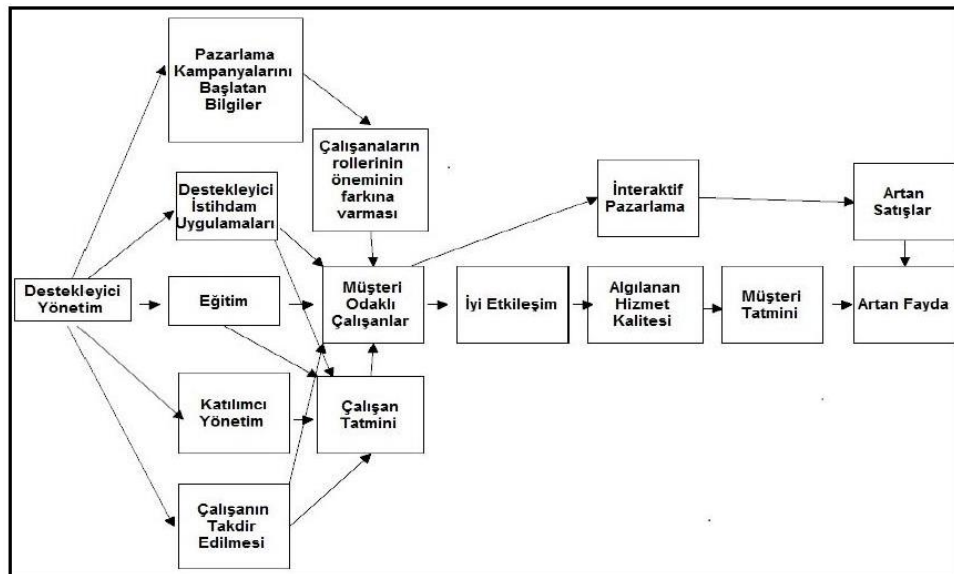 Pazarlama
Kampanyalarını
Başlatan
Bilgiler
Çalışanaların
rollerinin
öneminin
farkına
varması
Destekleyici
İstihdam
Uygulamaları
İnteraktif
Pazarlama
Artan
Satışlar
Destekleyici
Yönetim
Eğitim
Müşteri
Odaklı
Çalışanlar
İyi Etkileşim
Algılanan
Hizmet
Kalitesi
Müşteri
Tatmini
Artan Fayda
Katılımcı
Yönetim
Çalışan
Tatmini
Çalışanın
Takdir
Edilmesi